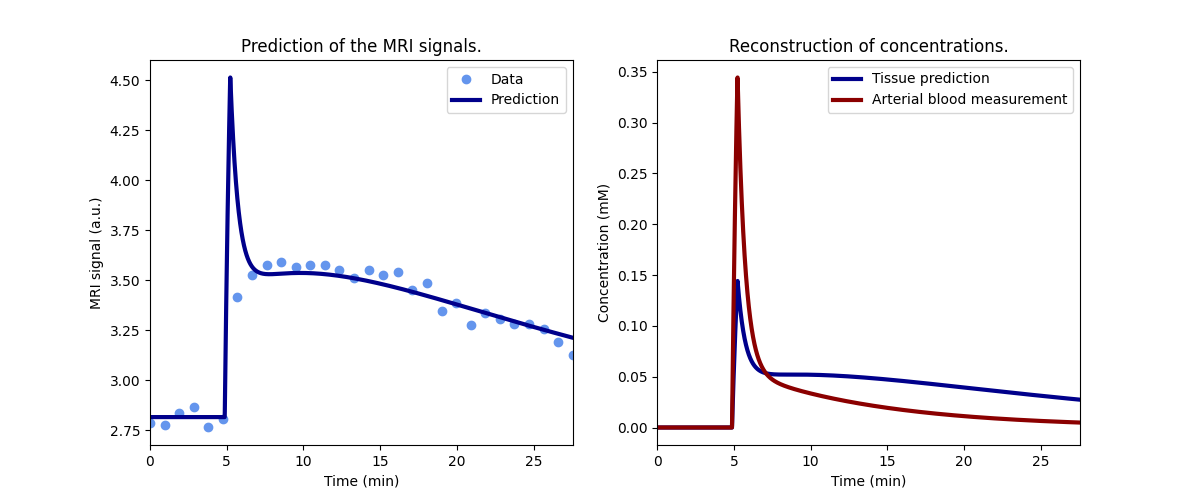 Prediction of the MRI signals.
MRI signal (a.u.)
4.50
4.25
4.00
3.75
3.50
3.25
3.00
2.75
0 5 10 15 20 25
Time (min)
Data
Prediction
Reconstruction of concentrations.
Concentration (mM)
0.35
0.30
0.25
0.20
0.15
0.10
0.05
0.00
0 5 10 15 20 25
Time (min)
Tissue prediction
Arterial blood measurement